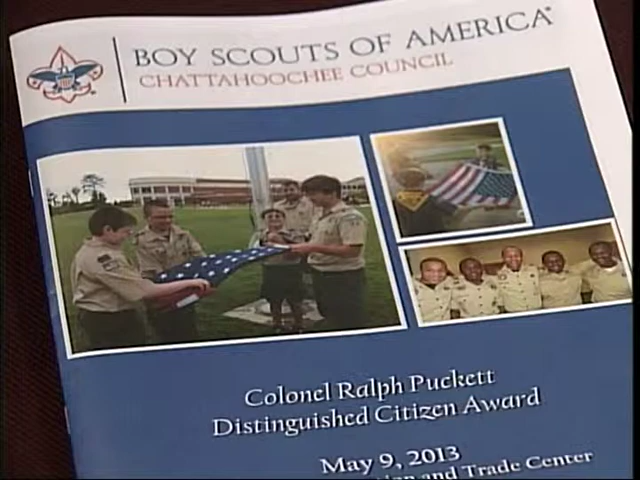 BOY SCOUTS OF AMERICA
CHATTAHOOCHEE COUNCIL
Colonel Ralph Puckett
Distinguished Citizen Award
May 9, 2013
and Trade Center